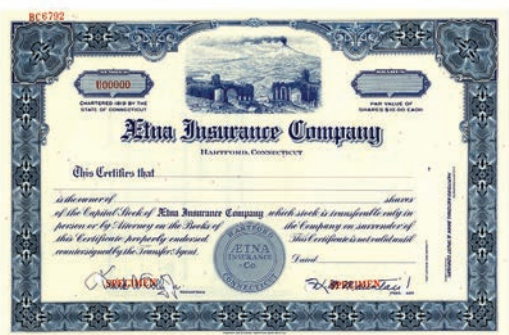 BC6792
NUMBER
U00000
SHARES
CHARTERED 1819 BY THE
STATE OF CONNECTICUT
PAR VALUE OF
SHARES $10.00 EACH
Ætna Insurance Company
HARTFORD, CONNECTICUT
This Certifies that
is the owner of shares
of the Capital Stock of Ætna Insurance Company which stock is transferable only in
person or by Attorney on the Books of the Company on surrender of
this Certificate properly endorsed. This Certificate is not valid until
countersigned by the Transfer Agent.
Dated
HARTFORD
ÆTNA
INSURANCE
CO
CONNECTICUT
SPECIMEN
SPECIMEN